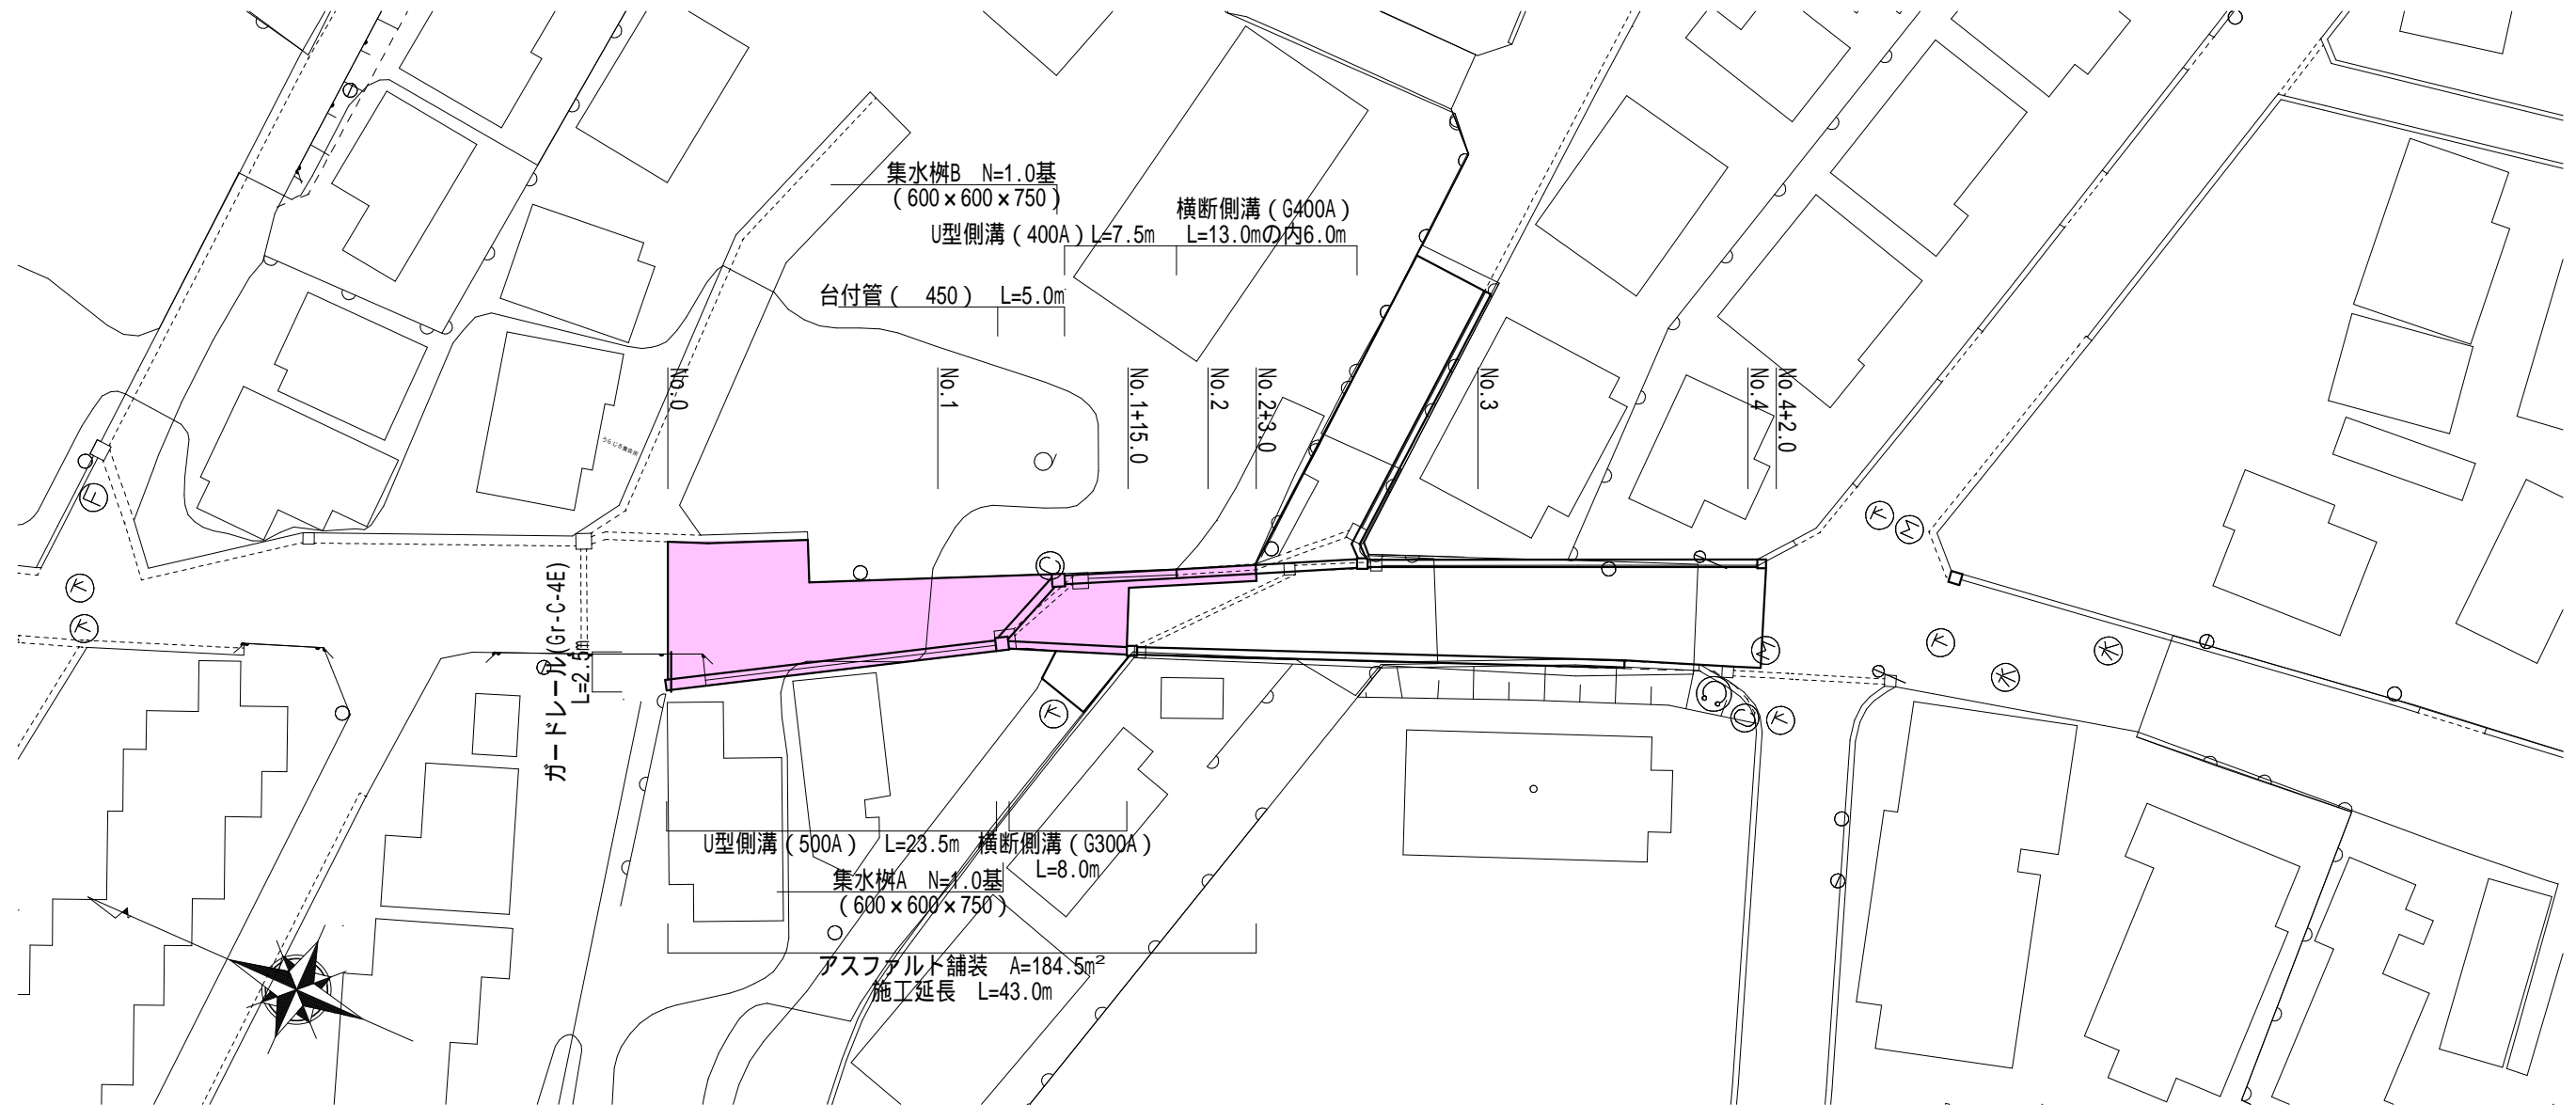 集水桝B　N=1.0基
（600×600×750）
横断側溝（G400A）
U型側溝（400A）L=7.5m
L=13.0mの内6.0m
台付管（　450）　L=5.0m
No.0
No.1
No.1+15.0
No.2
No.2+3.0
No.3
No.4
No.4+2.0
ガードレール(Gr-C-4E)
L=2.5m
U型側溝（500A）　L=23.5m
横断側溝（G300A）
L=8.0m
集水桝A　N=1.0基
（600×600×750）
アスファルト舗装　A=184.5m²
施工延長　L=43.0m